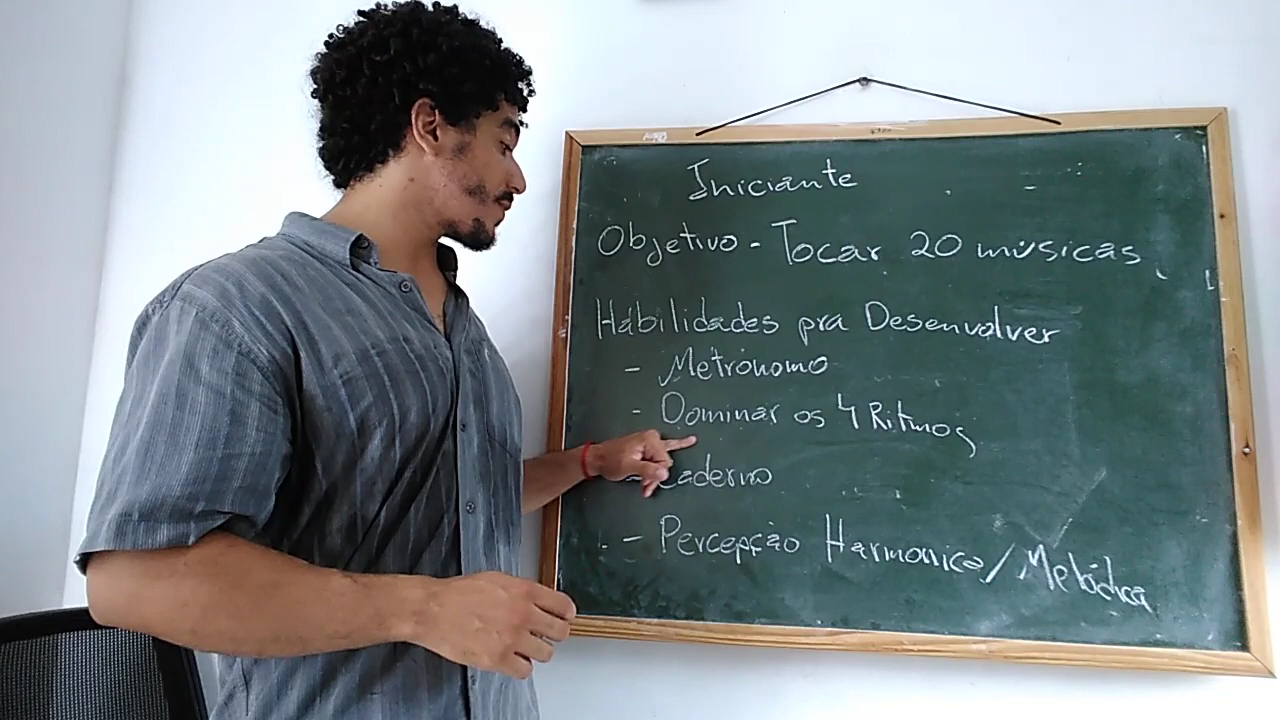 Iniciante
Objetivo - Tocar 20 músicas
Habilidades pra Desenvolver
- Metrônomo
- Dominar os 4 Ritmos
- Caderno
- Percepção Harmonica/Melódica